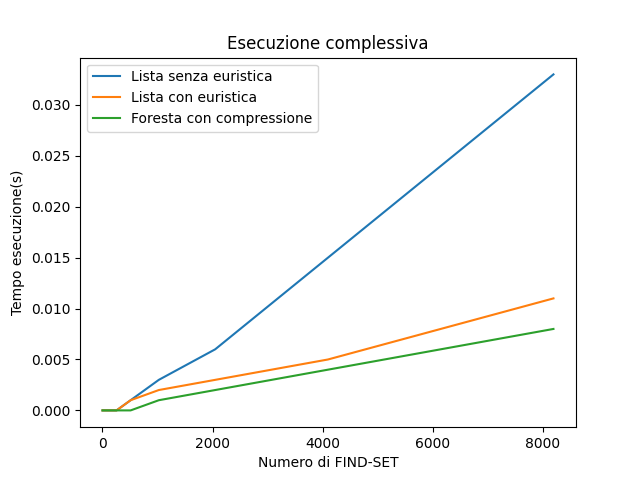 Esecuzione complessiva
Lista senza euristica
Lista con euristica
Foresta con compressione
Tempo esecuzione(s)
0.030
0.025
0.020
0.015
0.010
0.005
0.000
0 2000 4000 6000 8000
Numero di FIND-SET